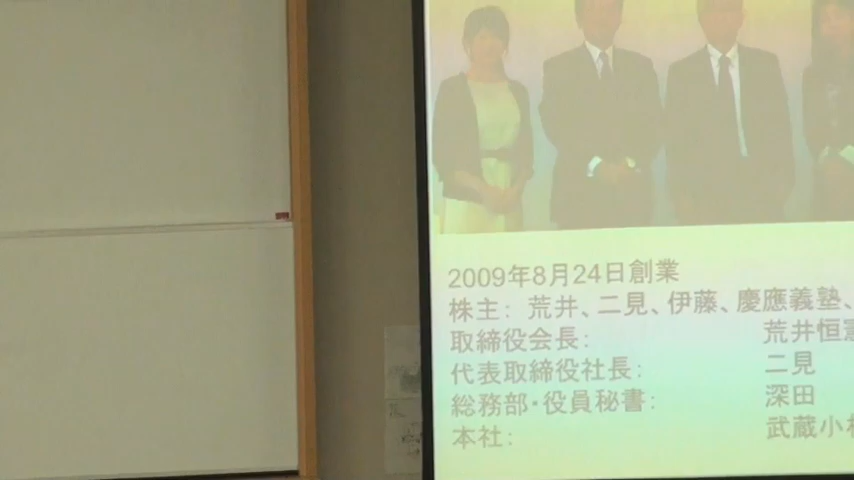 2009年8月24日創業
株主： 荒井、二見、伊藤、慶應義塾、
取締役会長： 荒井恒憲
代表取締役社長： 二見
総務部・役員秘書： 深田
本社： 武蔵小杉